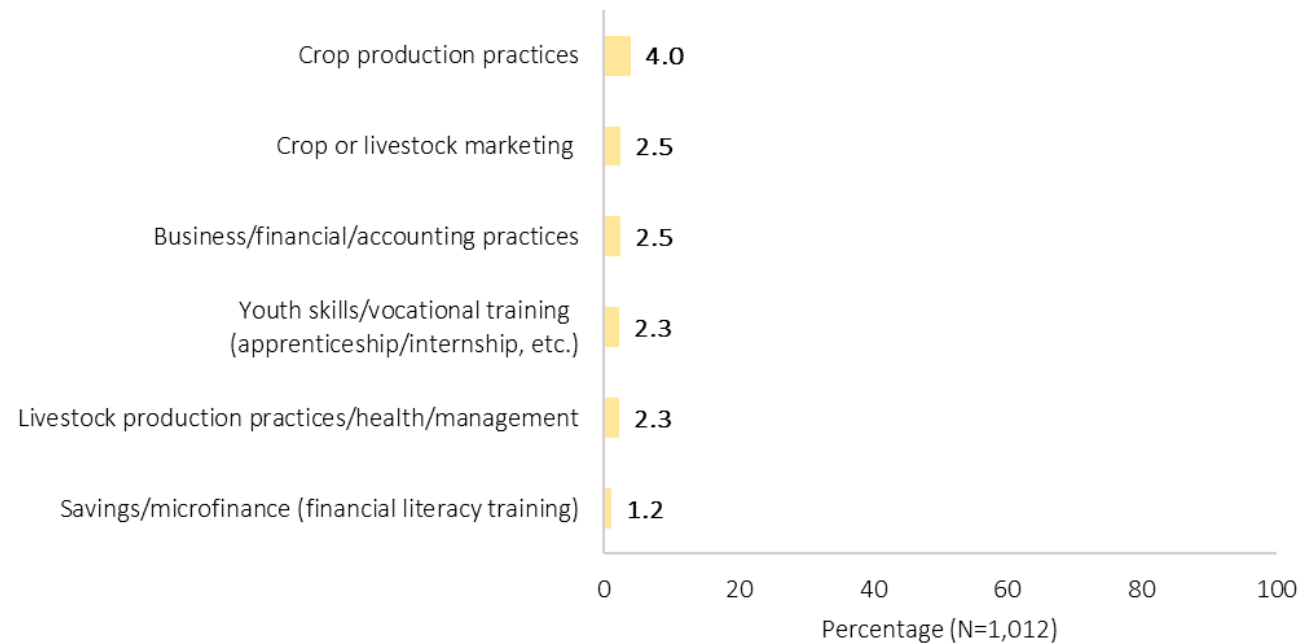 Crop production practices 4.0
Crop or livestock marketing 2.5
Business/financial/accounting practices 2.5
Youth skills/vocational training
(apprenticeship/internship, etc.) 2.3
Livestock production practices/health/management 2.3
Savings/microfinance (financial literacy training) 1.2
0 20 40 60 80 100
Percentage (N=1,012)